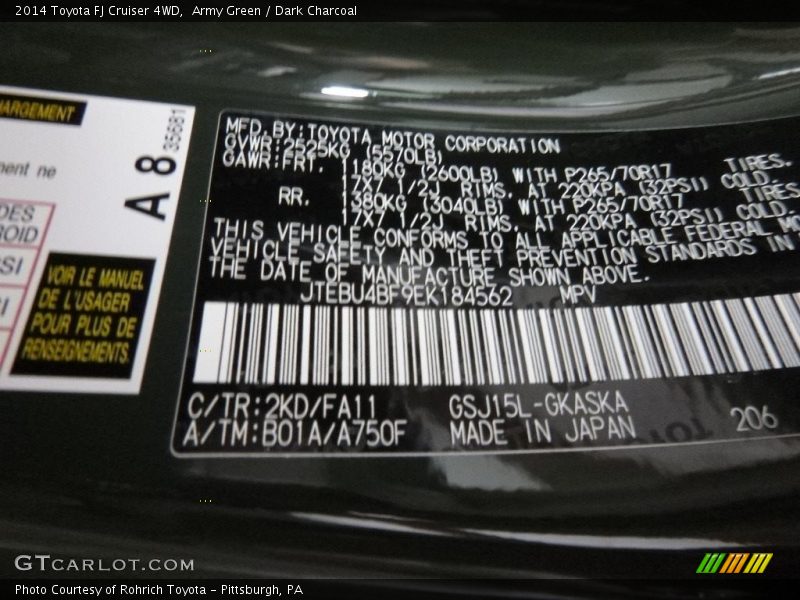 2014 Toyota FJ Cruiser 4WD, Army Green / Dark Charcoal
HARGEMENT
ment ne
A 8
35681
DES
ROID
SSI
PI
VOIR LE MANUEL
DE L'USAGER
POUR PLUS DE
RENSEIGNEMENTS.
MFD. BY: TOYOTA MOTOR CORPORATION
GVWR: 2525KG (5570LB)
GAWR: FRT. 1180KG (2600LB) WITH P265/70R17 TIRES.
17X7 1/2J RIMS, AT 220KPA (32PSI) COLD.
RR. 1380KG (3040LB) WITH P265/70R17 TIRES
17X7 1/2J RIMS, AT 220KPA (32PSI) COLD.
THIS VEHICLE CONFORMS TO ALL APPLICABLE FEDERAL MO
VEHICLE SAFETY AND THEFT PREVENTION STANDARDS IN
THE DATE OF MANUFACTURE SHOWN ABOVE.
JTEBU4BF9EK184562 MPV
C/TR: 2KD/FA11 GSJ15L-GKASKA
A/TM: B01A/A750F MADE IN JAPAN 206
GTCARLOT.COM
Photo Courtesy of Rohrich Toyota - Pittsburgh, PA